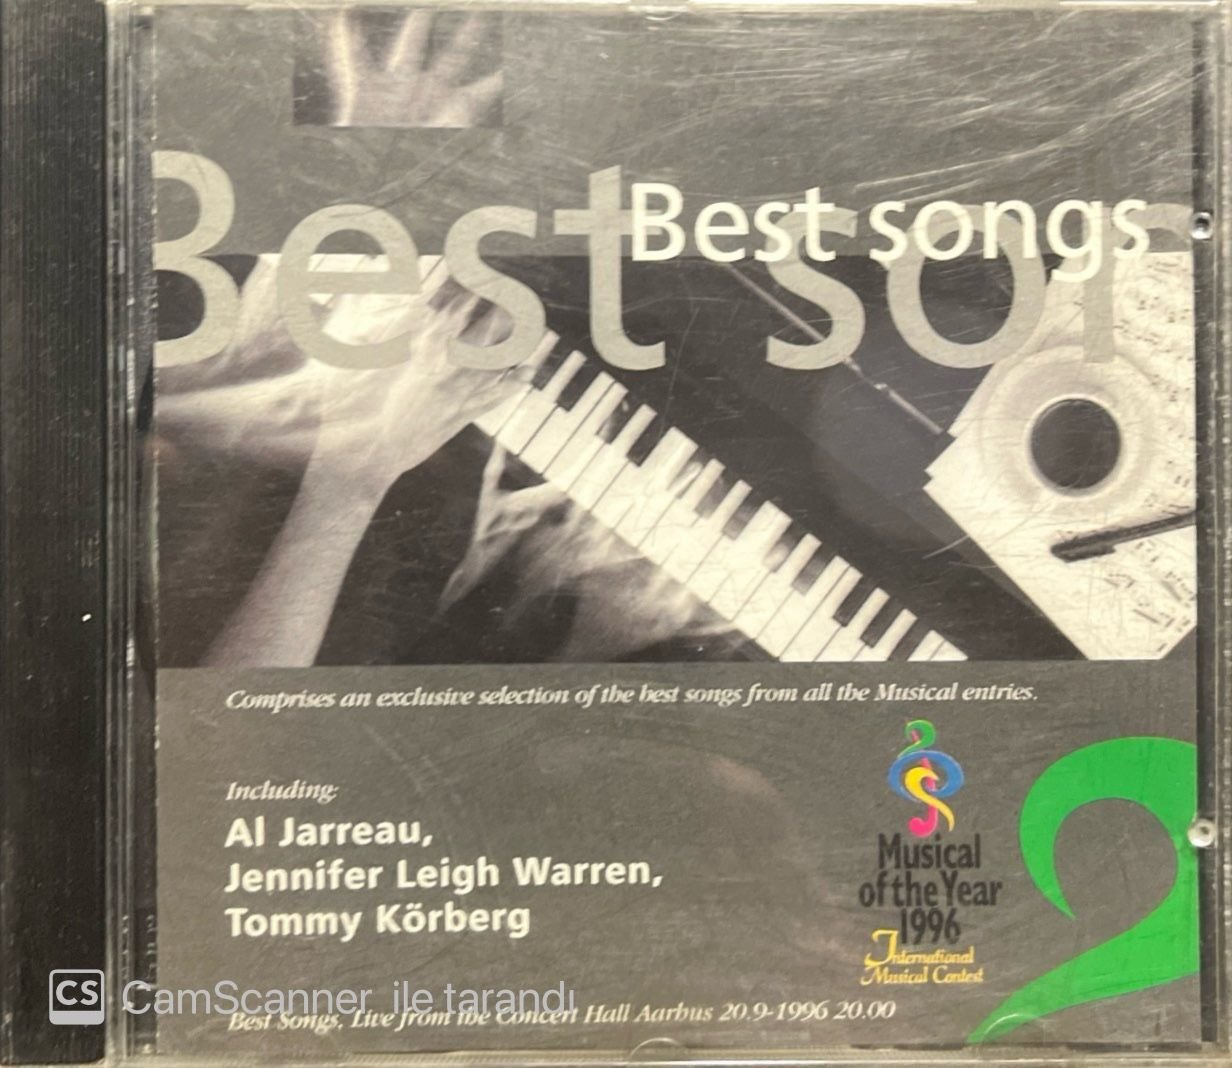 Best son
Best songs
Comprises an exclusive selection of the best songs from all the Musical entries.
Including:
Al Jarreau,
Jennifer Leigh Warren,
Tommy Körberg
Musical
of the Year
1996
International
Musical Contest
2
CS CamScanner ile tarandı
Best Songs, Live from the Concert Hall Aarhus 20.9-1996 20.00